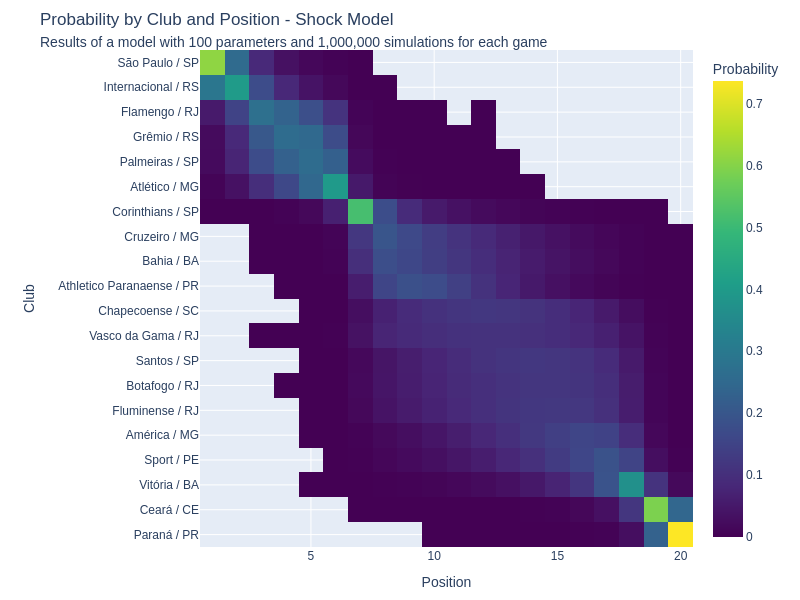 Probability by Club and Position - Shock Model
Results of a model with 100 parameters and 1,000,000 simulations for each game
Probability
São Paulo / SP
Internacional / RS
Flamengo / RJ
Grêmio / RS
Palmeiras / SP
Atlético / MG
Corinthians / SP
Cruzeiro / MG
Bahia / BA
Athletico Paranaense / PR
Chapecoense / SC
Vasco da Gama / RJ
Santos / SP
Botafogo / RJ
Fluminense / RJ
América / MG
Sport / PE
Vitória / BA
Ceará / CE
Paraná / PR
Club
5 10 15 20
Position
0.7
0.6
0.5
0.4
0.3
0.2
0.1
0